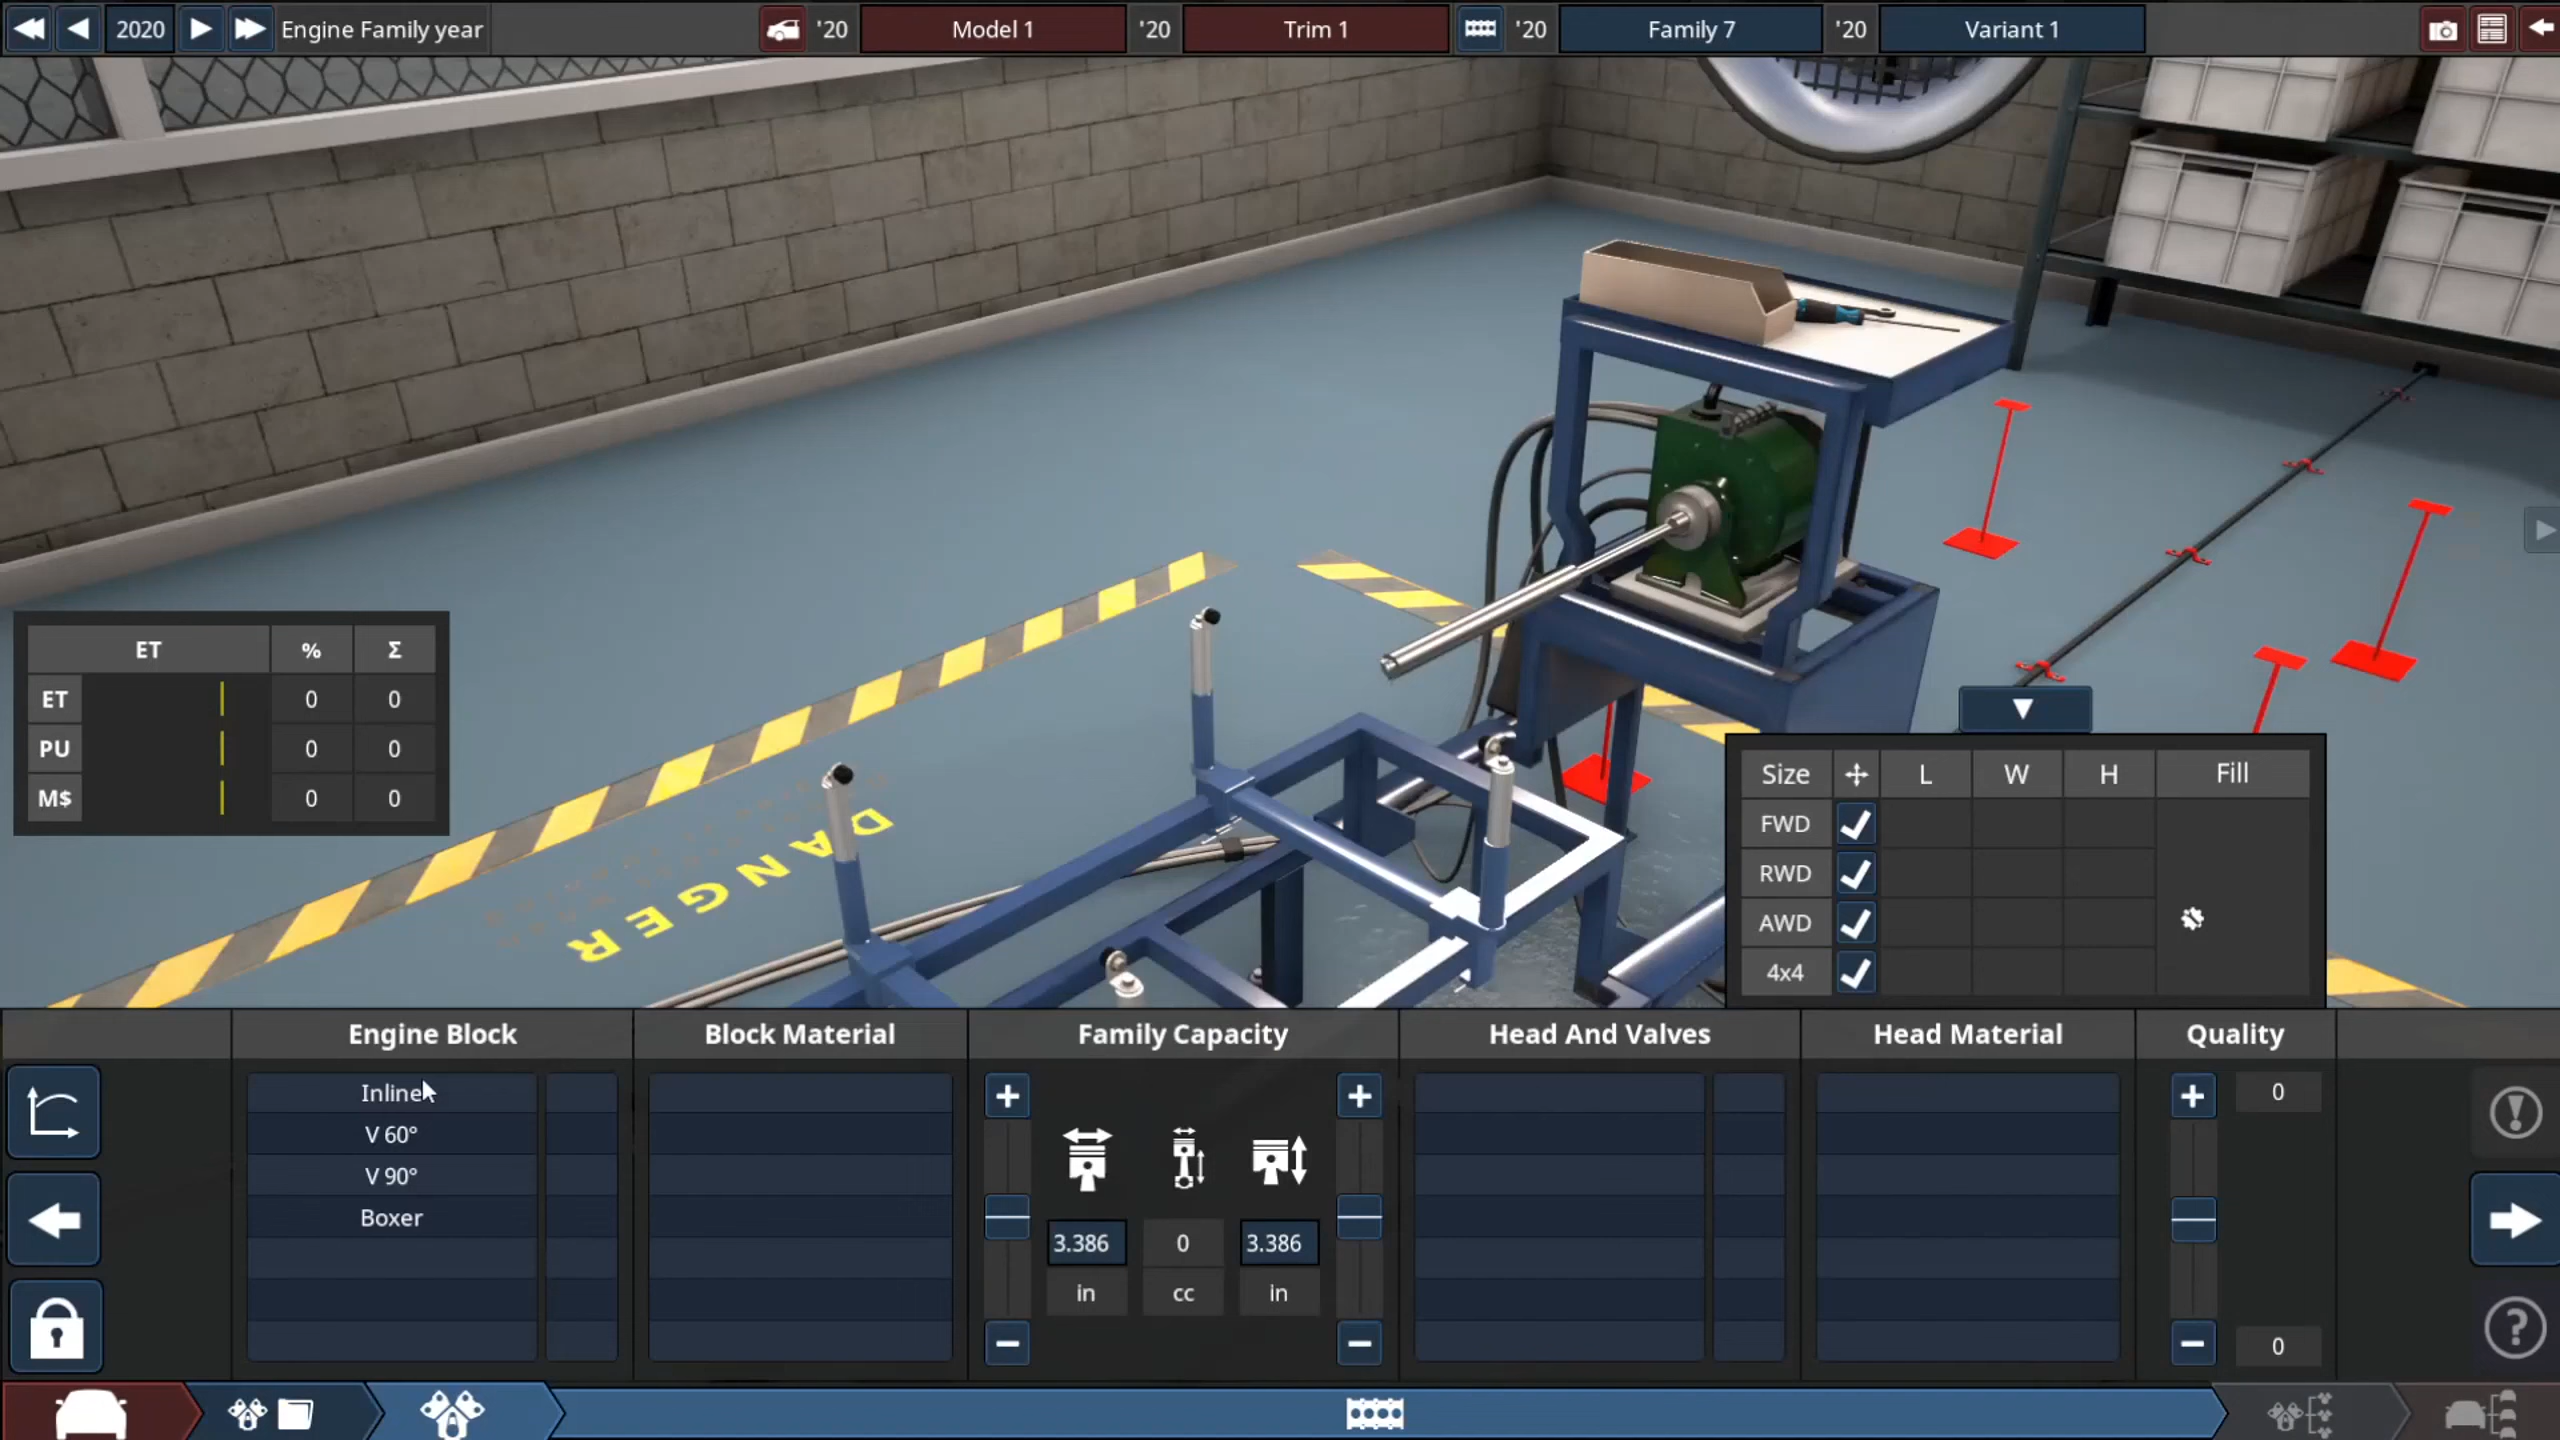 2020 Engine Family year '20 Model 1 '20 Trim 1 '20 Family 7 '20 Variant 1
DANGER
ET % Σ
ET 0 0
PU 0 0
M$ 0 0
Size L W H Fill
FWD
RWD
AWD
4x4
Engine Block Block Material Family Capacity Head And Valves Head Material Quality
Inline
V 60°
V 90°
Boxer
3.386 0 3.386
in cc in
0
0